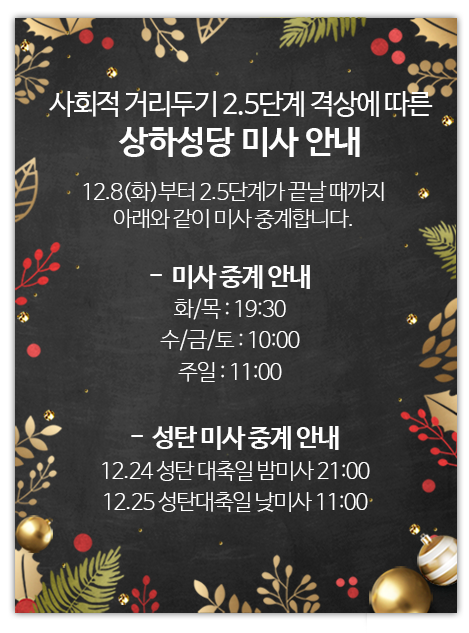 사회적 거리두기 2.5단계 격상에 따른
상하성당 미사 안내
12.8(화)부터 2.5단계가 끝날 때까지
아래와 같이 미사 중계합니다.
- 미사 중계 안내
화/목 : 19:30
수/금/토 : 10:00
주일 : 11:00
- 성탄 미사 중계 안내
12.24 성탄 대축일 밤미사 21:00
12.25 성탄대축일 낮미사 11:00